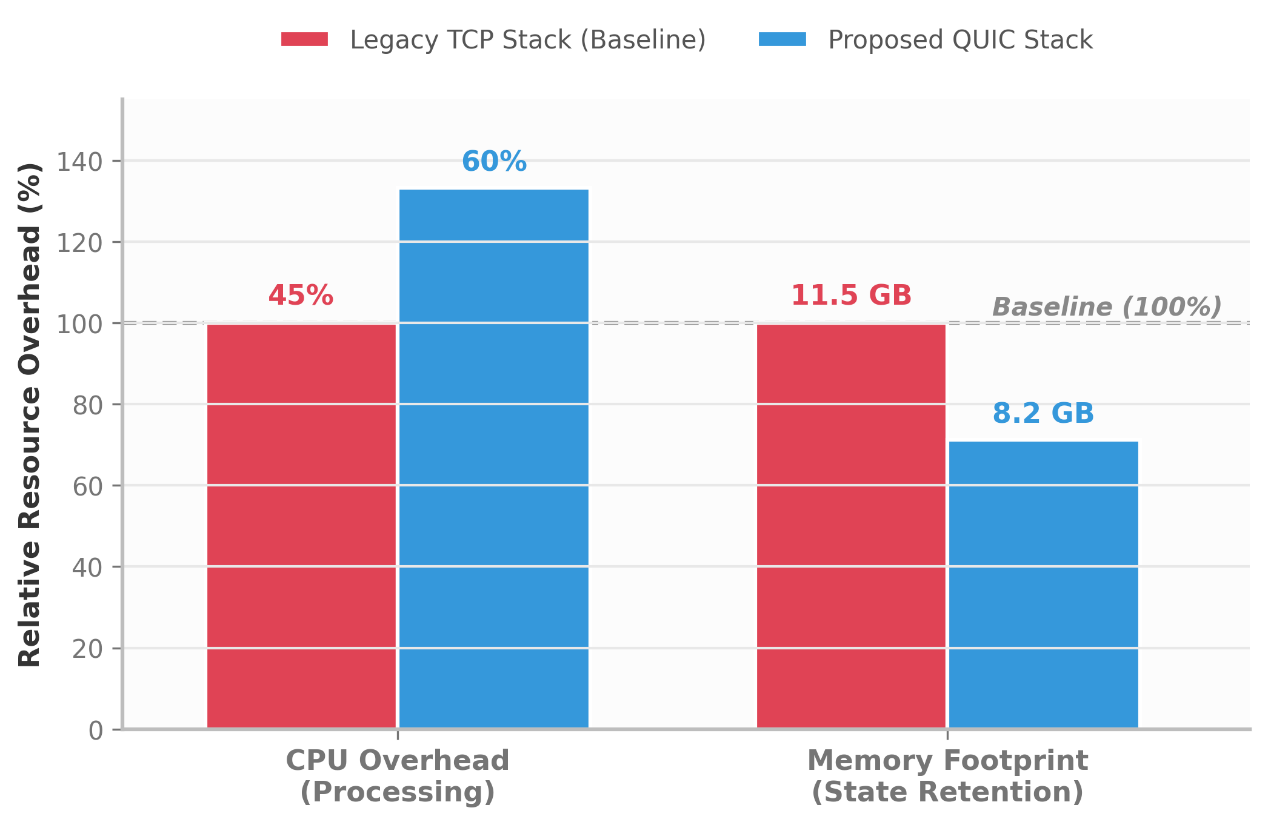 Legacy TCP Stack (Baseline)
Proposed QUIC Stack
Relative Resource Overhead (%)
140
120
100
80
60
40
20
0
60%
45%
11.5 GB
Baseline (100%)
8.2 GB
CPU Overhead
(Processing)
Memory Footprint
(State Retention)